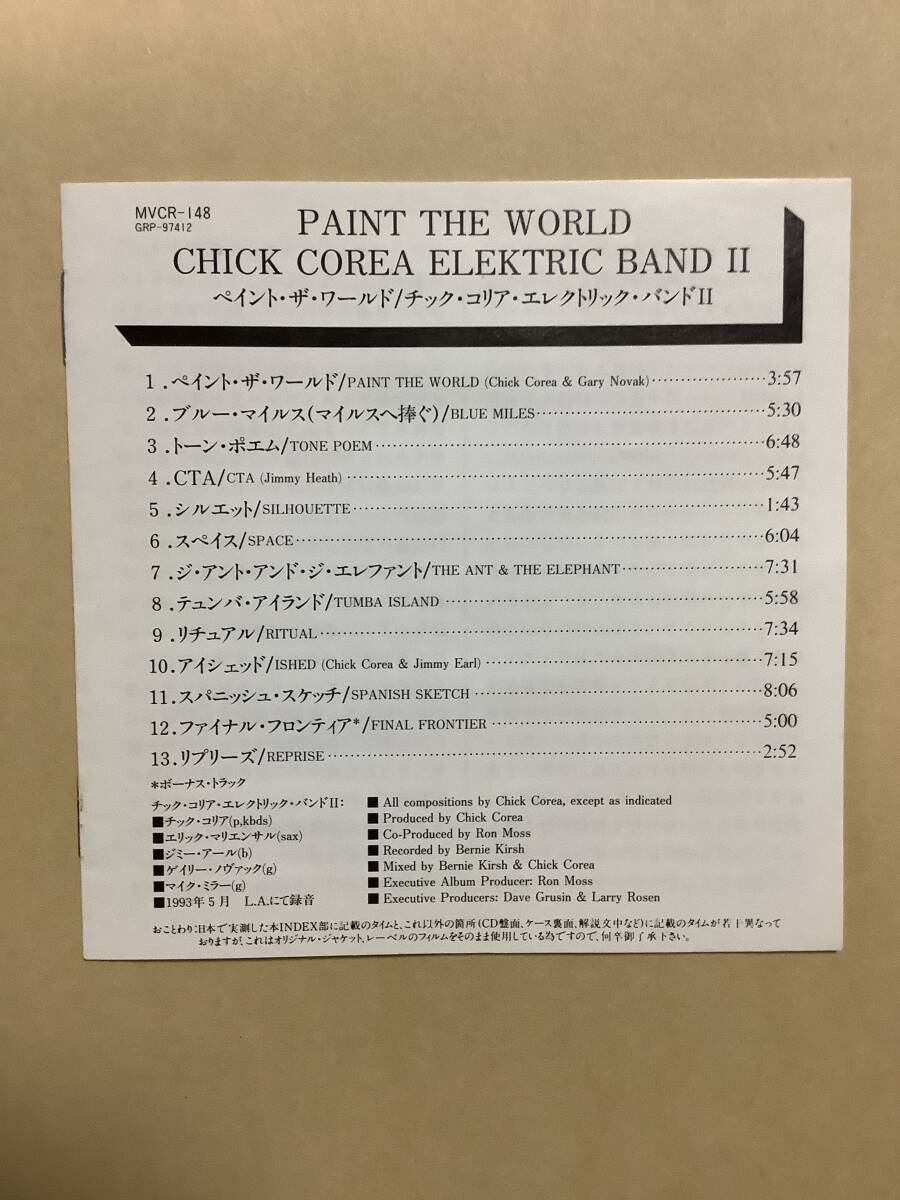 MVCR-148
GRP-97412
PAINT THE WORLD
CHICK COREA ELEKTRIC BAND II
ペイント・ザ・ワールド/チック・コリア・エレクトリック・バンドII
1.ペイント・ザ・ワールド/PAINT THE WORLD (Chick Corea & Gary Novak)…3:57
2.ブルー・マイルス(マイルスへ捧ぐ)/BLUE MILES…5:30
3.トーン・ポエム/TONE POEM…6:48
4.CTA/CTA (Jimmy Heath)…5:47
5.シルエット/SILHOUETTE…1:43
6.スペイス/SPACE…6:04
7.ジ・アント・アンド・ジ・エレファント/THE ANT & THE ELEPHANT…7:31
8.テュンバ・アイランド/TUMBA ISLAND…5:58
9.リチュアル/RITUAL…7:34
10.アイシェッド/ISHED (Chick Corea & Jimmy Earl)…7:15
11.スパニッシュ・スケッチ/SPANISH SKETCH…8:06
12.ファイナル・フロンティア*/FINAL FRONTIER…5:00
13.リプリーズ/REPRISE…2:52
*ボーナス・トラック
チック・コリア・エレクトリック・バンドII:
■チック・コリア(p,kbds)
■エリック・マリエンサル(sax)
■ジミー・アール(b)
■ゲイリー・ノヴァック(g)
■マイク・ミラー(g)
■1993年5月 L.A.にて録音
■ All compositions by Chick Corea, except as indicated
■ Produced by Chick Corea
■ Co-Produced by Ron Moss
■ Recorded by Bernie Kirsh
■ Mixed by Bernie Kirsh & Chick Corea
■ Executive Album Producer: Ron Moss
■ Executive Producers: Dave Grusin & Larry Rosen
おことわり:日本で実測した本INDEX部に記載のタイムと、これ以外の箇所(CD盤面、ケース裏面、解説文中など)に記載のタイムが若干異なって
おりますが、これはオリジナル・ジャケット、レーベルのフィルムをそのまま使用している為ですので、何卒御了承下さい。